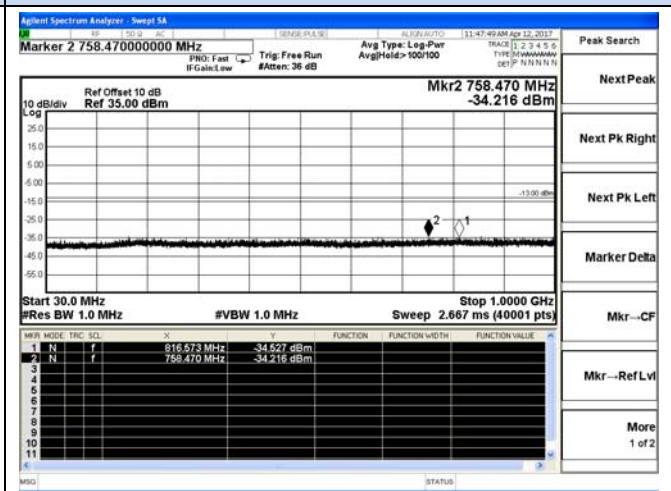 Agilent Spectrum Analyzer - Swept SA
RF 50 Ω AC SENSE:PULSE ALIGN AUTO 11:47:49 AM Apr 12, 2017
Marker 2 758.470000000 MHz
PNO: Fast
IFGain:Low
Trig: Free Run
#Atten: 36 dB
Avg Type: Log-Pwr
Avg|Hold:> 100/100
TRACE 1 2 3 4 5 6
TYPE
DET P N N N N N
Peak Search
Next Peak
Next Pk Right
Next Pk Left
Marker Delta
Mkr→CF
Mkr→RefLvl
More
1 of 2
Mkr2 758.470 MHz
-34.216 dBm
Ref Offset 10 dB
10 dB/div Ref 35.00 dBm
Log
25.0
15.0
5.00
-5.00
-15.0
-25.0
-35.0
-45.0
-55.0
-13.00 dBm
2 1
Start 30.0 MHz Stop 1.0000 GHz
#Res BW 1.0 MHz #VBW 1.0 MHz Sweep 2.667 ms (40001 pts)
MKR MODE TRC SCL X Y FUNCTION FUNCTION WIDTH FUNCTION VALUE
1 N f 816.573 MHz -34.527 dBm
2 N f 758.470 MHz -34.216 dBm
3
4
5
6
7
8
9
10
11
MSG STATUS